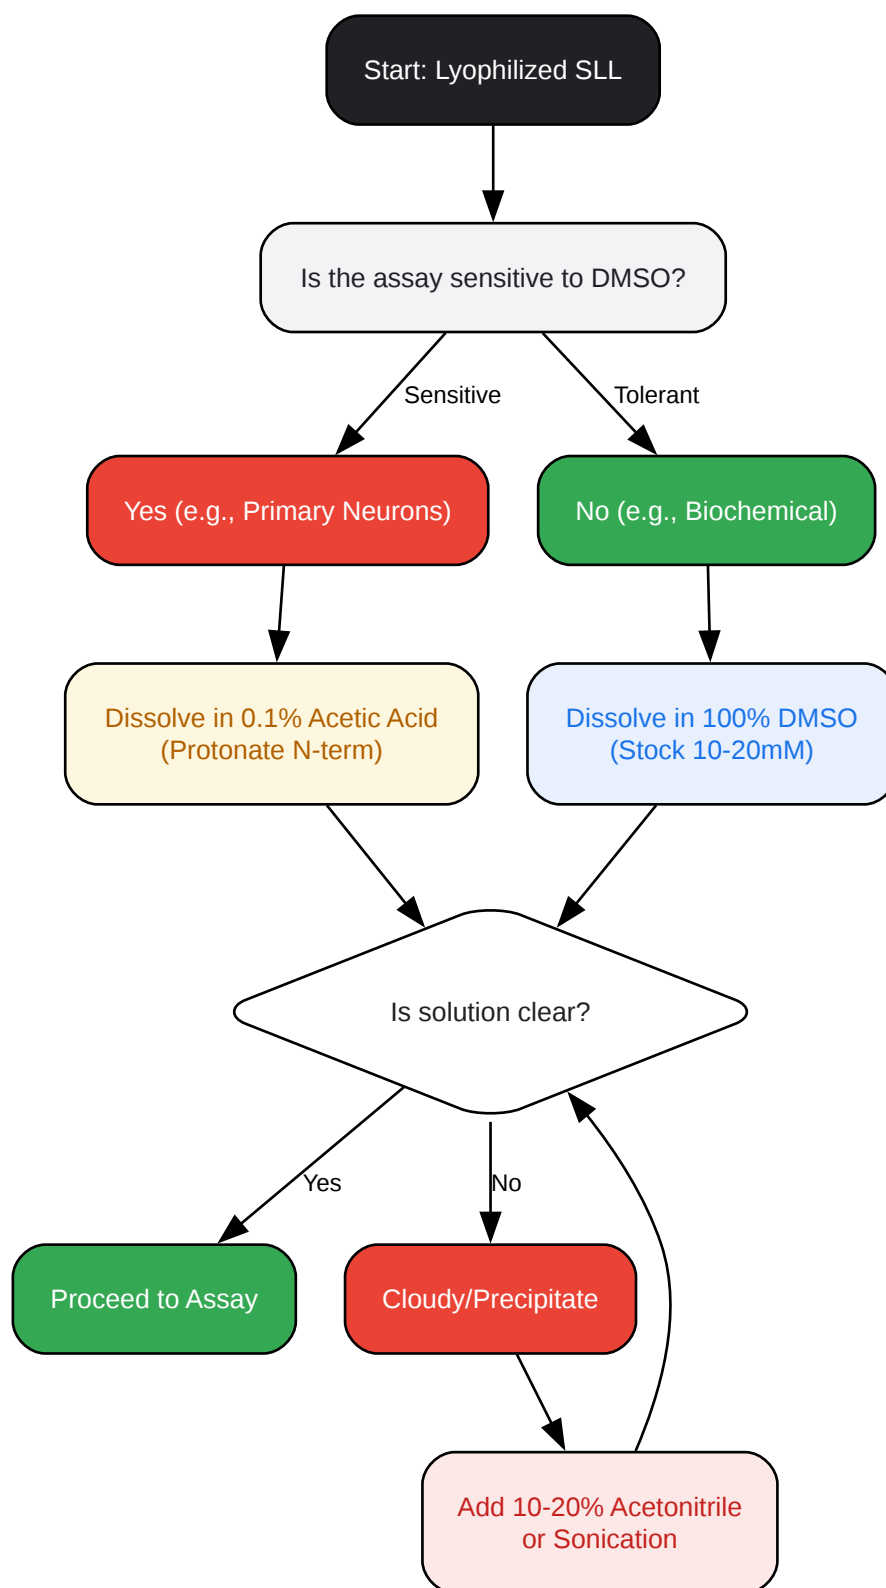 Start: Lyophilized SLL
Is the assay sensitive to DMSO?
Sensitive
Tolerant
Yes (e.g., Primary Neurons)
No (e.g., Biochemical)
Dissolve in 0.1% Acetic Acid
(Protonate N-term)
Dissolve in 100% DMSO
(Stock 10-20mM)
Is solution clear?
Yes
No
Proceed to Assay
Cloudy/Precipitate
Add 10-20% Acetonitrile
or Sonication